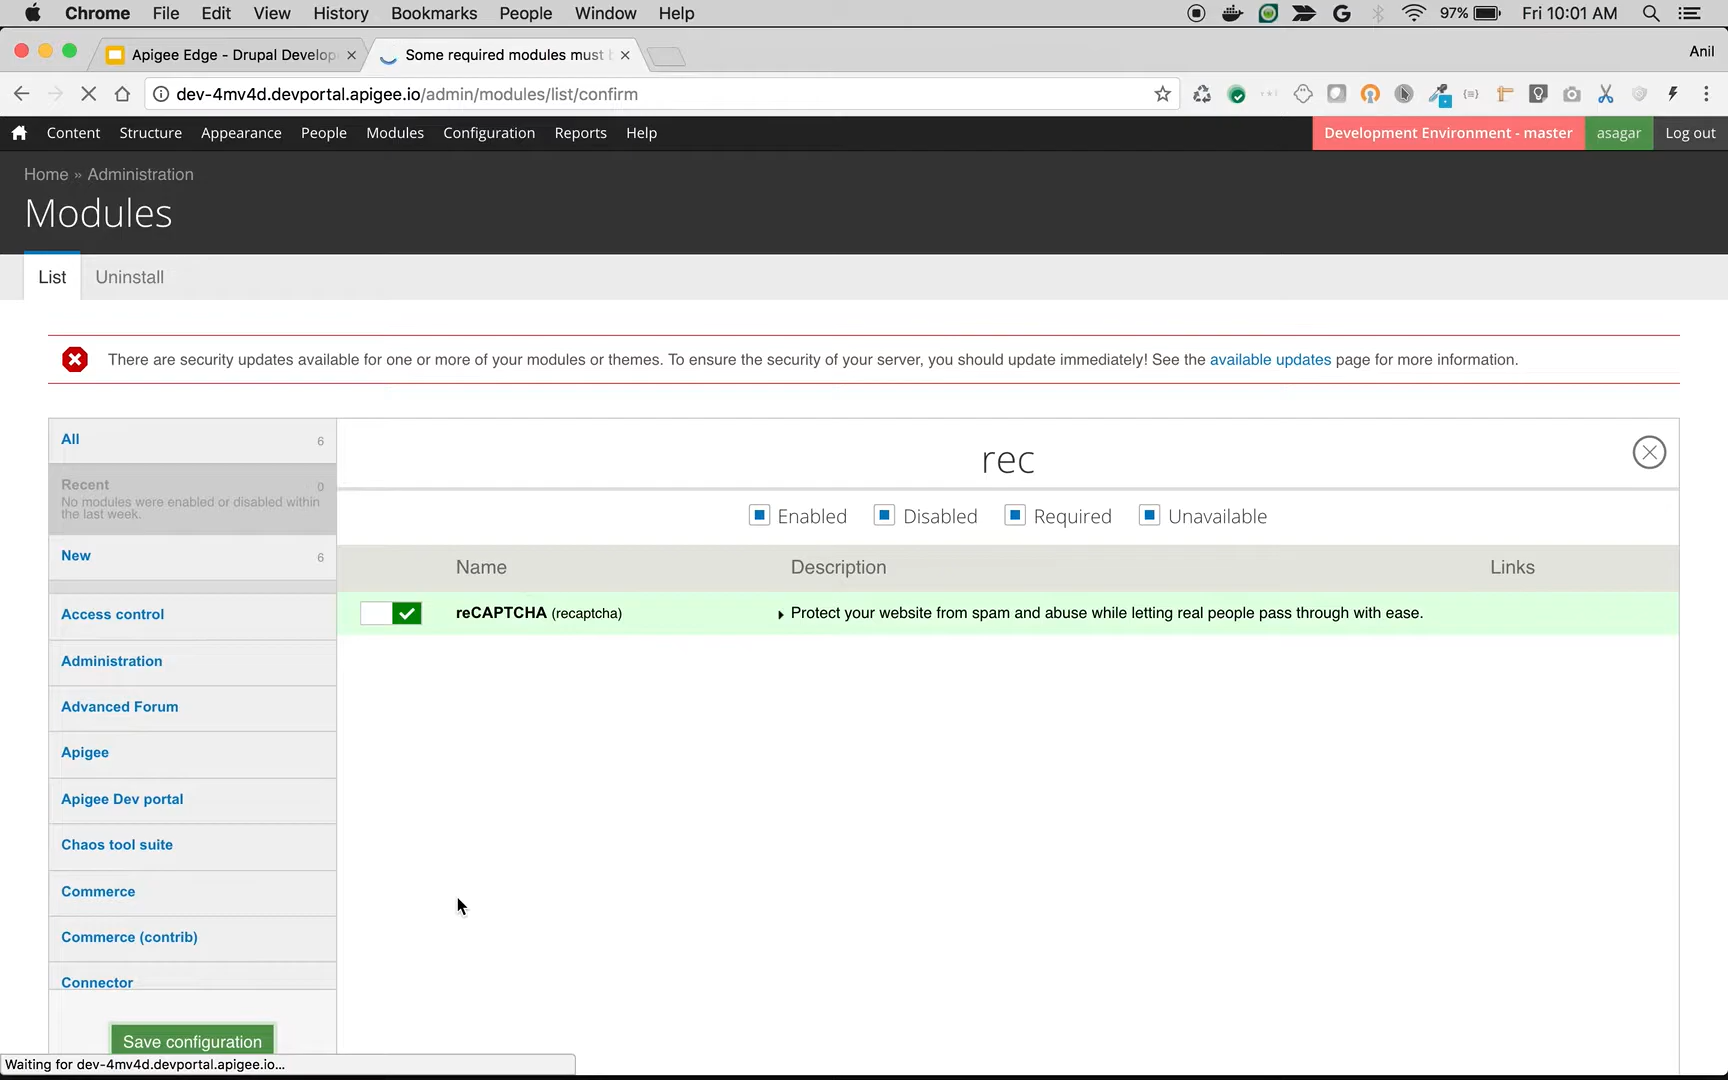 Chrome File Edit View History Bookmarks People Window Help 97% Fri 10:01 AM
Apigee Edge - Drupal Develop Some required modules must Anil
dev-4mv4d.devportal.apigee.io/admin/modules/list/confirm
Content Structure Appearance People Modules Configuration Reports Help Development Environment - master asagar Log out
Home » Administration
Modules
List Uninstall
There are security updates available for one or more of your modules or themes. To ensure the security of your server, you should update immediately! See the available updates page for more information.
All 6
rec
Recent 0
No modules were enabled or disabled within
the last week.
Enabled Disabled Required Unavailable
New 6
Name Description Links
Access control
reCAPTCHA (recaptcha) Protect your website from spam and abuse while letting real people pass through with ease.
Administration
Advanced Forum
Apigee
Apigee Dev portal
Chaos tool suite
Commerce
Commerce (contrib)
Connector
Save configuration
Waiting for dev-4mv4d.devportal.apigee.io...